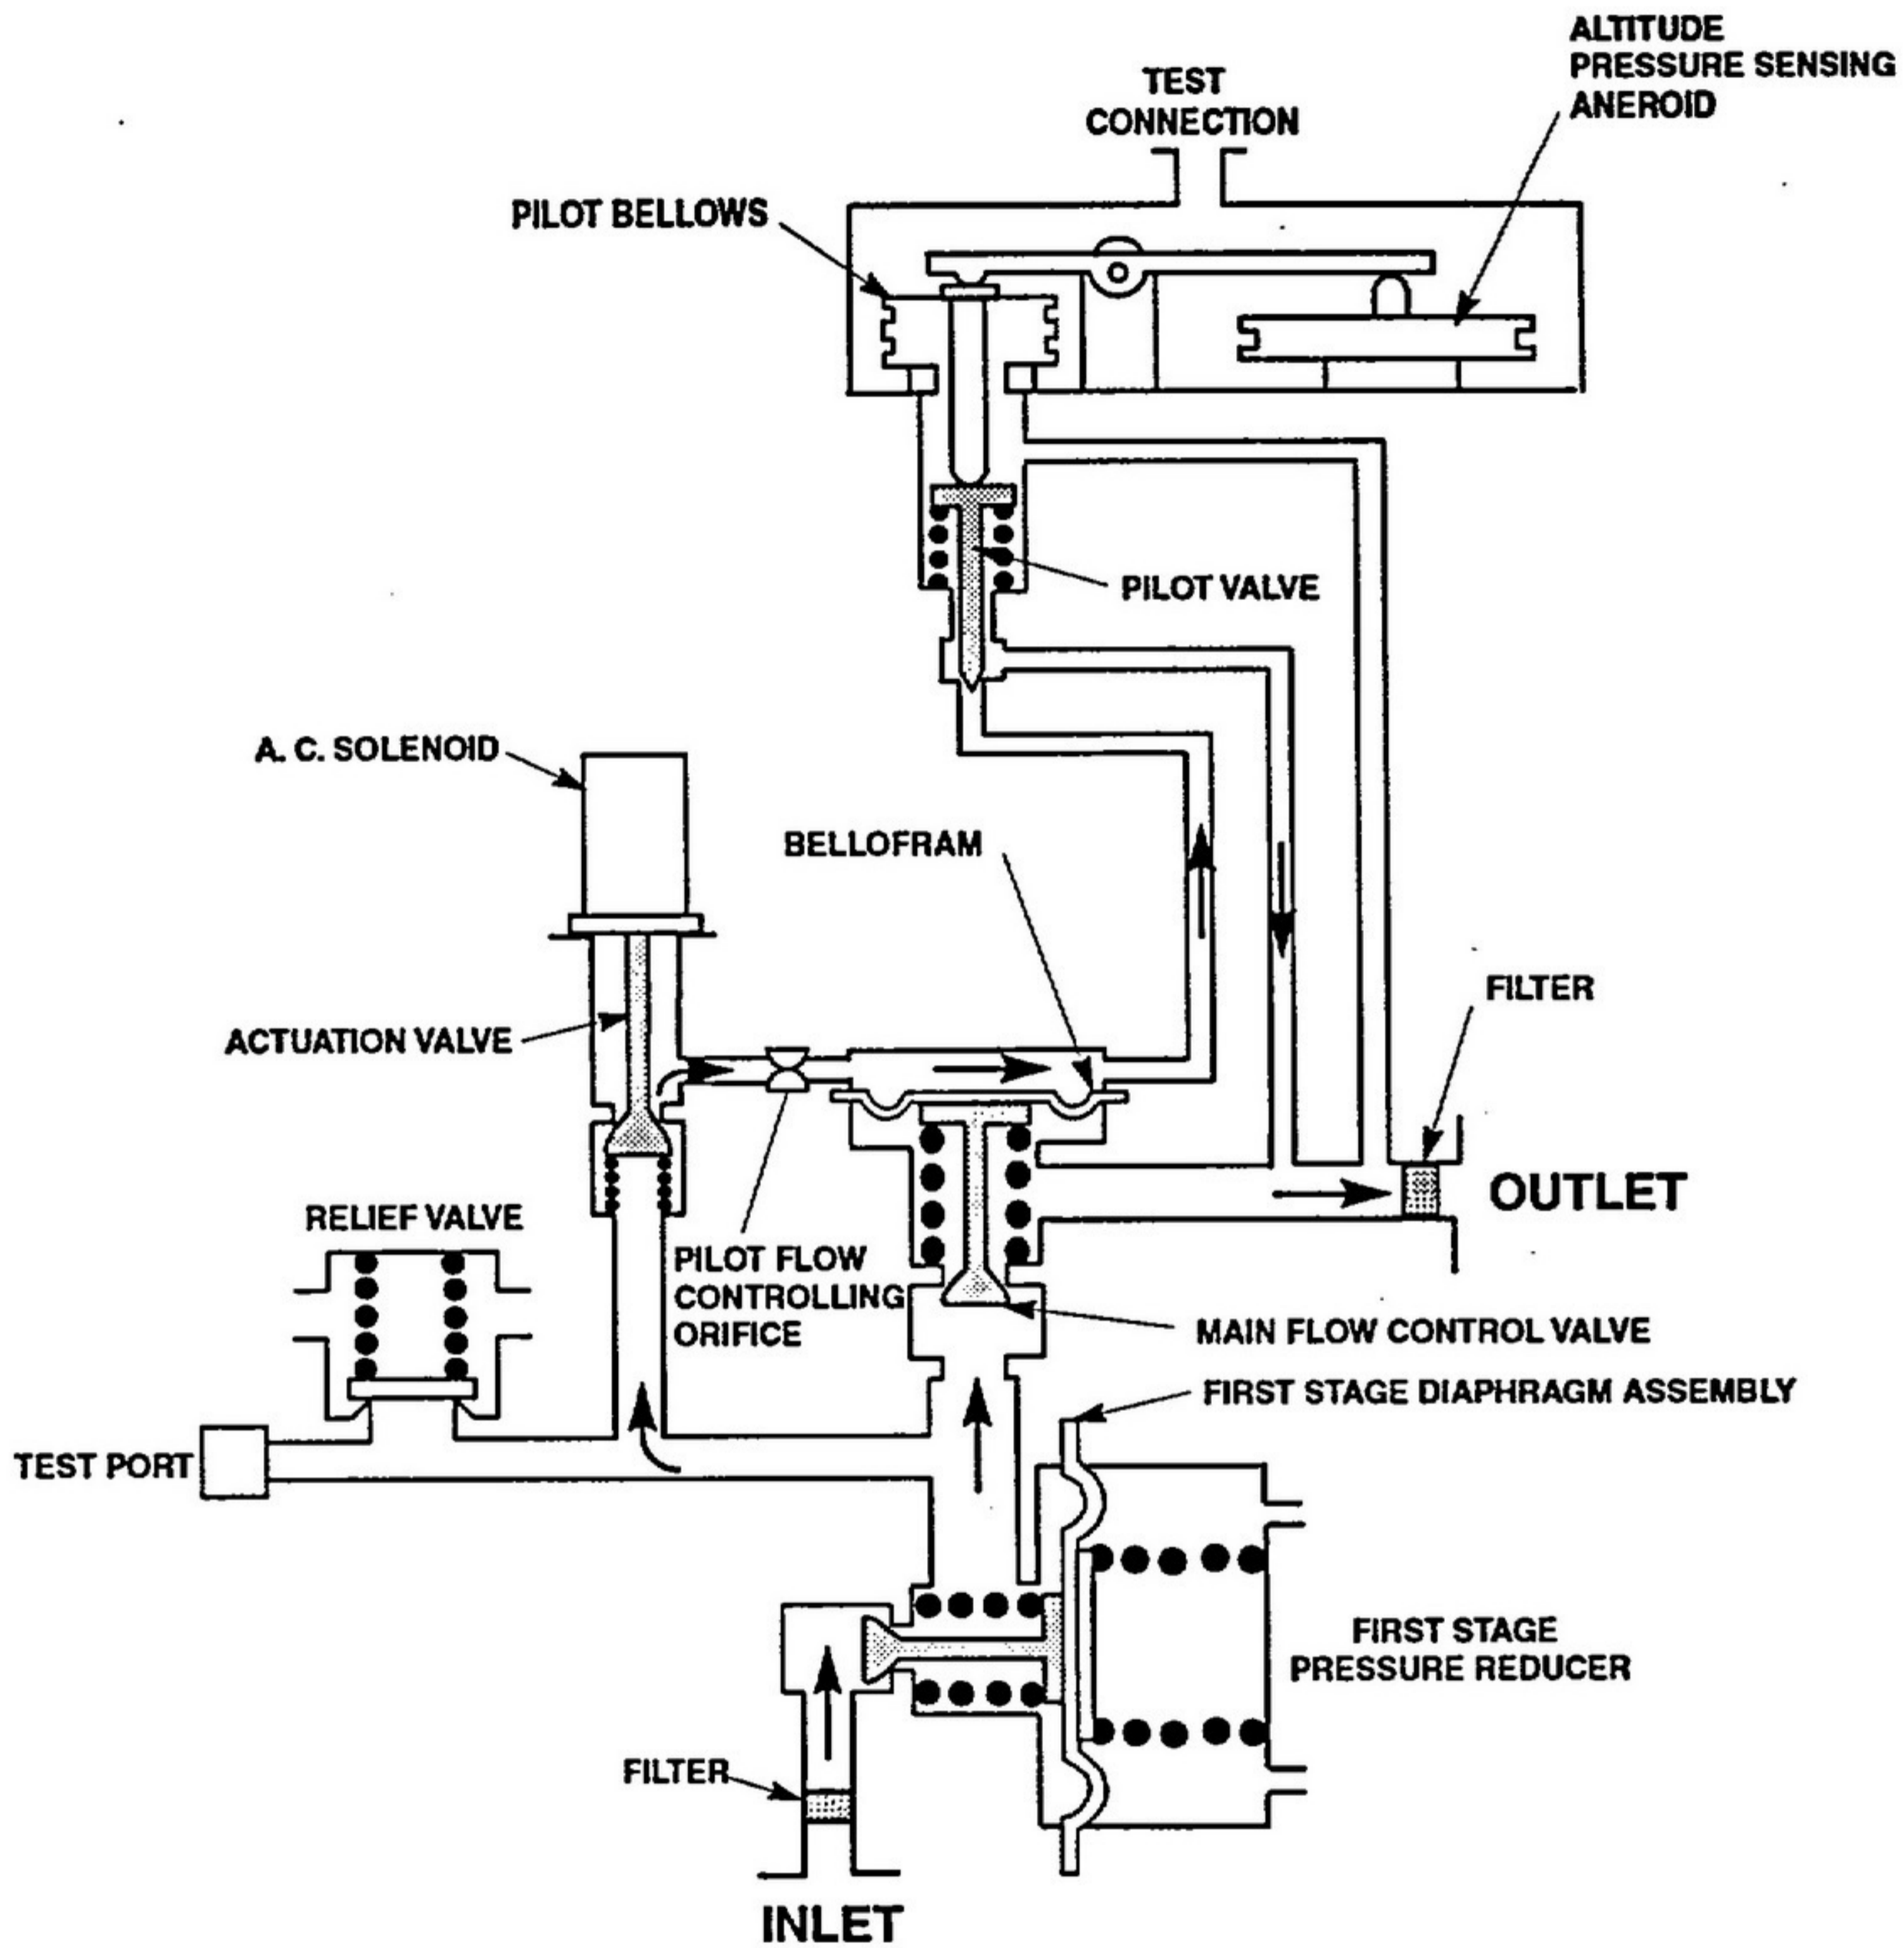 ALTITUDE
PRESSURE SENSING
ANEROID
TEST
CONNECTION
PILOT BELLOWS
PILOT VALVE
A. C. SOLENOID
BELLOFRAM
FILTER
ACTUATION VALVE
OUTLET
RELIEF VALVE
PILOT FLOW
CONTROLLING
ORIFICE
MAIN FLOW CONTROL VALVE
FIRST STAGE DIAPHRAGM ASSEMBLY
TEST PORT
FIRST STAGE
PRESSURE REDUCER
FILTER
INLET